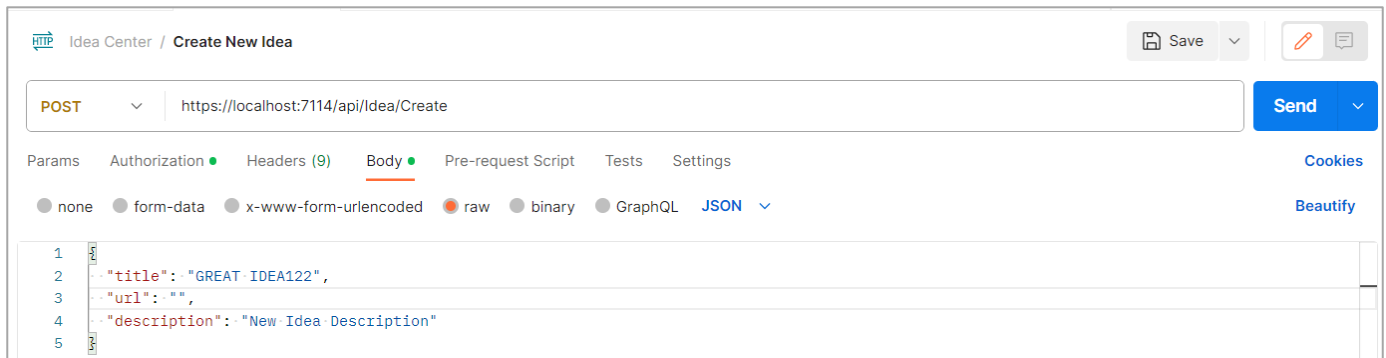 HTTP Idea Center / Create New Idea Save
POST https://localhost:7114/api/Idea/Create Send
Params Authorization Headers (9) Body Pre-request Script Tests Settings Cookies
none form-data x-www-form-urlencoded raw binary GraphQL JSON Beautify
1 {
2 "title": "GREAT IDEA122",
3 "url": "",
4 "description": "New Idea Description"
5 }